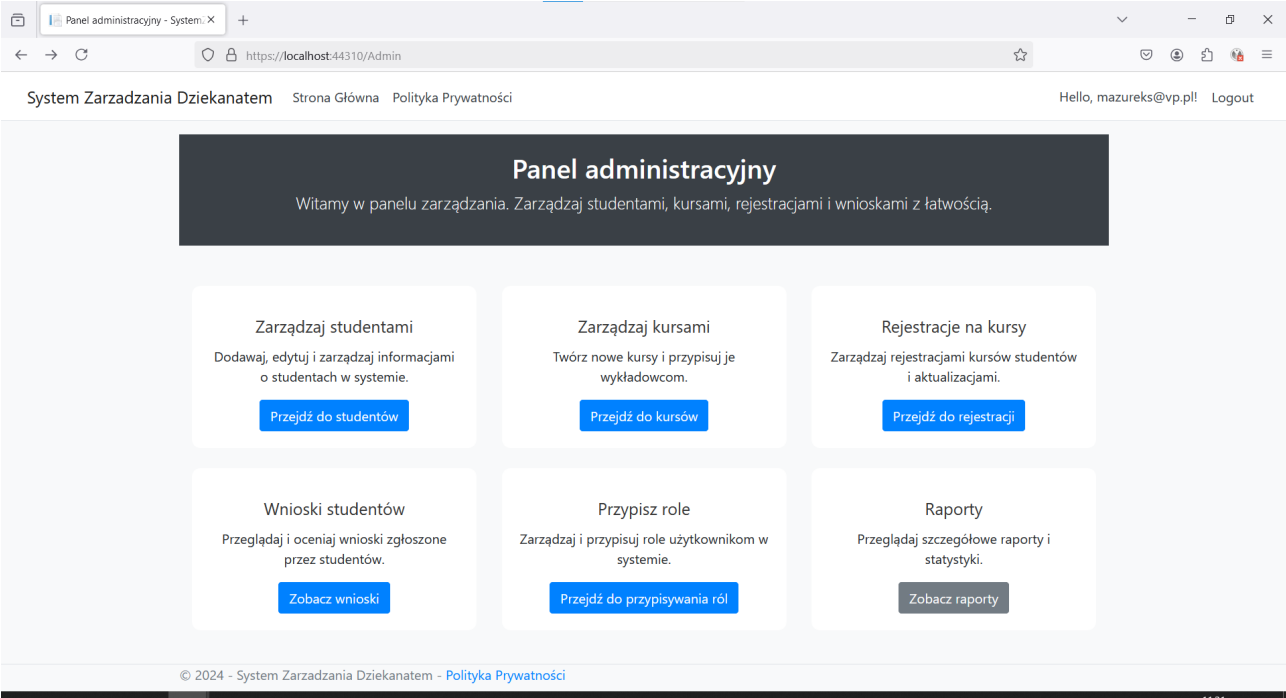 Panel administracyjny - System
https://localhost:44310/Admin
System Zarzadzania Dziekanatem Strona Główna Polityka Prywatności Hello, mazureks@vp.pl! Logout
Panel administracyjny
Witamy w panelu zarządzania. Zarządzaj studentami, kursami, rejestracjami i wnioskami z łatwością.
Zarządzaj studentami
Dodawaj, edytuj i zarządzaj informacjami
o studentach w systemie.
Przejdź do studentów
Zarządzaj kursami
Twórz nowe kursy i przypisuj je
wykładowcom.
Przejdź do kursów
Rejestracje na kursy
Zarządzaj rejestracjami kursów studentów
i aktualizacjami.
Przejdź do rejestracji
Wnioski studentów
Przeglądaj i oceniaj wnioski zgłoszone
przez studentów.
Zobacz wnioski
Przypisz role
Zarządzaj i przypisuj role użytkownikom w
systemie.
Przejdź do przypisywania ról
Raporty
Przeglądaj szczegółowe raporty i
statystyki.
Zobacz raporty
© 2024 - System Zarzadzania Dziekanatem - Polityka Prywatności